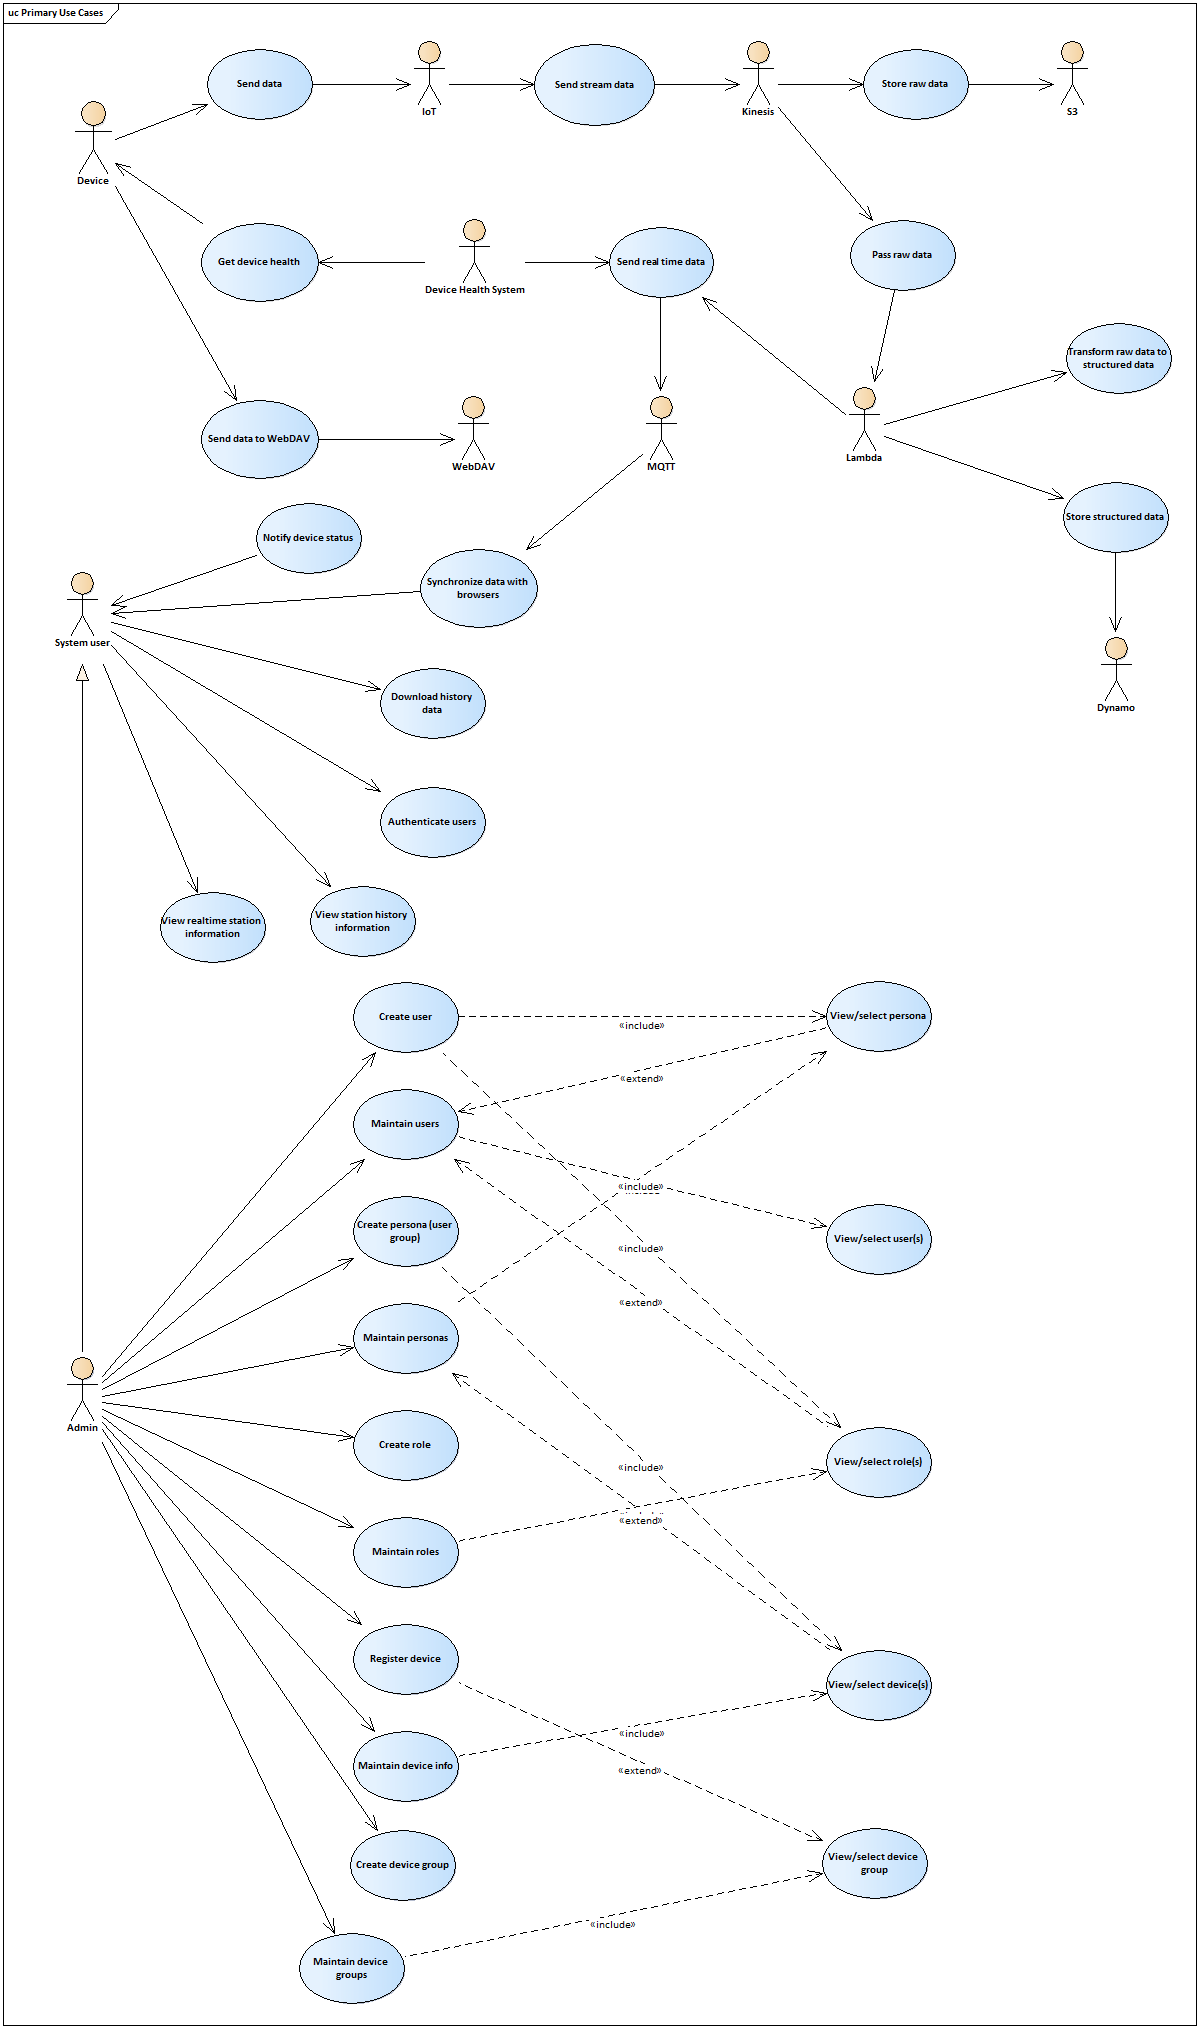 uc Primary Use Cases
Send data
IoT
Send stream data
Kinesis
Store raw data
S3
Device
Get device health
Device Health System
Send real time data
Pass raw data
Transform raw data to
structured data
Send data to WebDAV
WebDAV
MQTT
Lambda
Store structured data
Notify device status
Synchronize data with
browsers
System user
Dynamo
Download history
data
Authenticate users
View realtime station
information
View station history
information
Create user
«include»
View/select persona
«extend»
Maintain users
«include»
include
Create persona (user
group)
«include»
View/select user(s)
«extend»
Maintain personas
Admin
Create role
«include»
View/select role(s)
«extend»
Maintain roles
Register device
View/select device(s)
«include»
Maintain device info
«extend»
Create device group
View/select device
group
«include»
Maintain device
groups